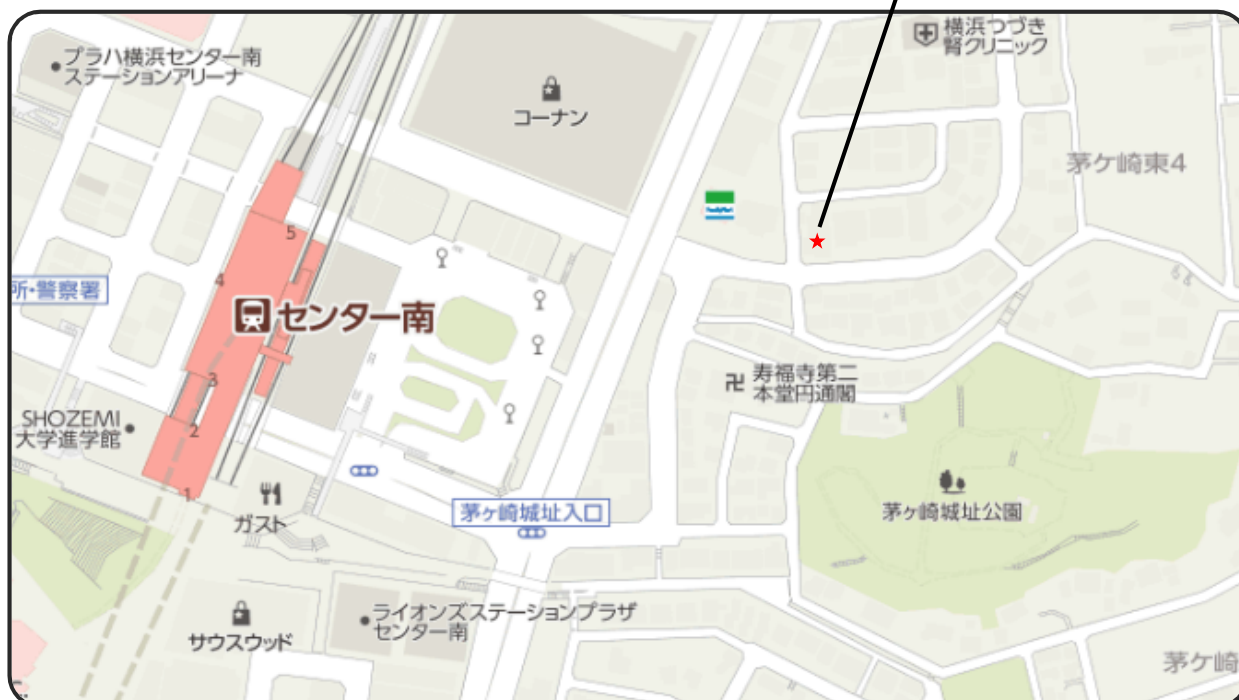 横浜つづき
腎クリニック
プラハ横浜センター南
ステーションアリーナ
コーナン
茅ケ崎東4
FamilyMart
5
4
所・警察署
センター南
64
3
寿福寺第二
本堂円通閣
SHOZEMI
大学進学館
2
1
ガスト
茅ヶ崎城址入口
茅ヶ崎城址公園
ライオンズステーションプラザ
センター南
サウスウッド
茅ヶ崎